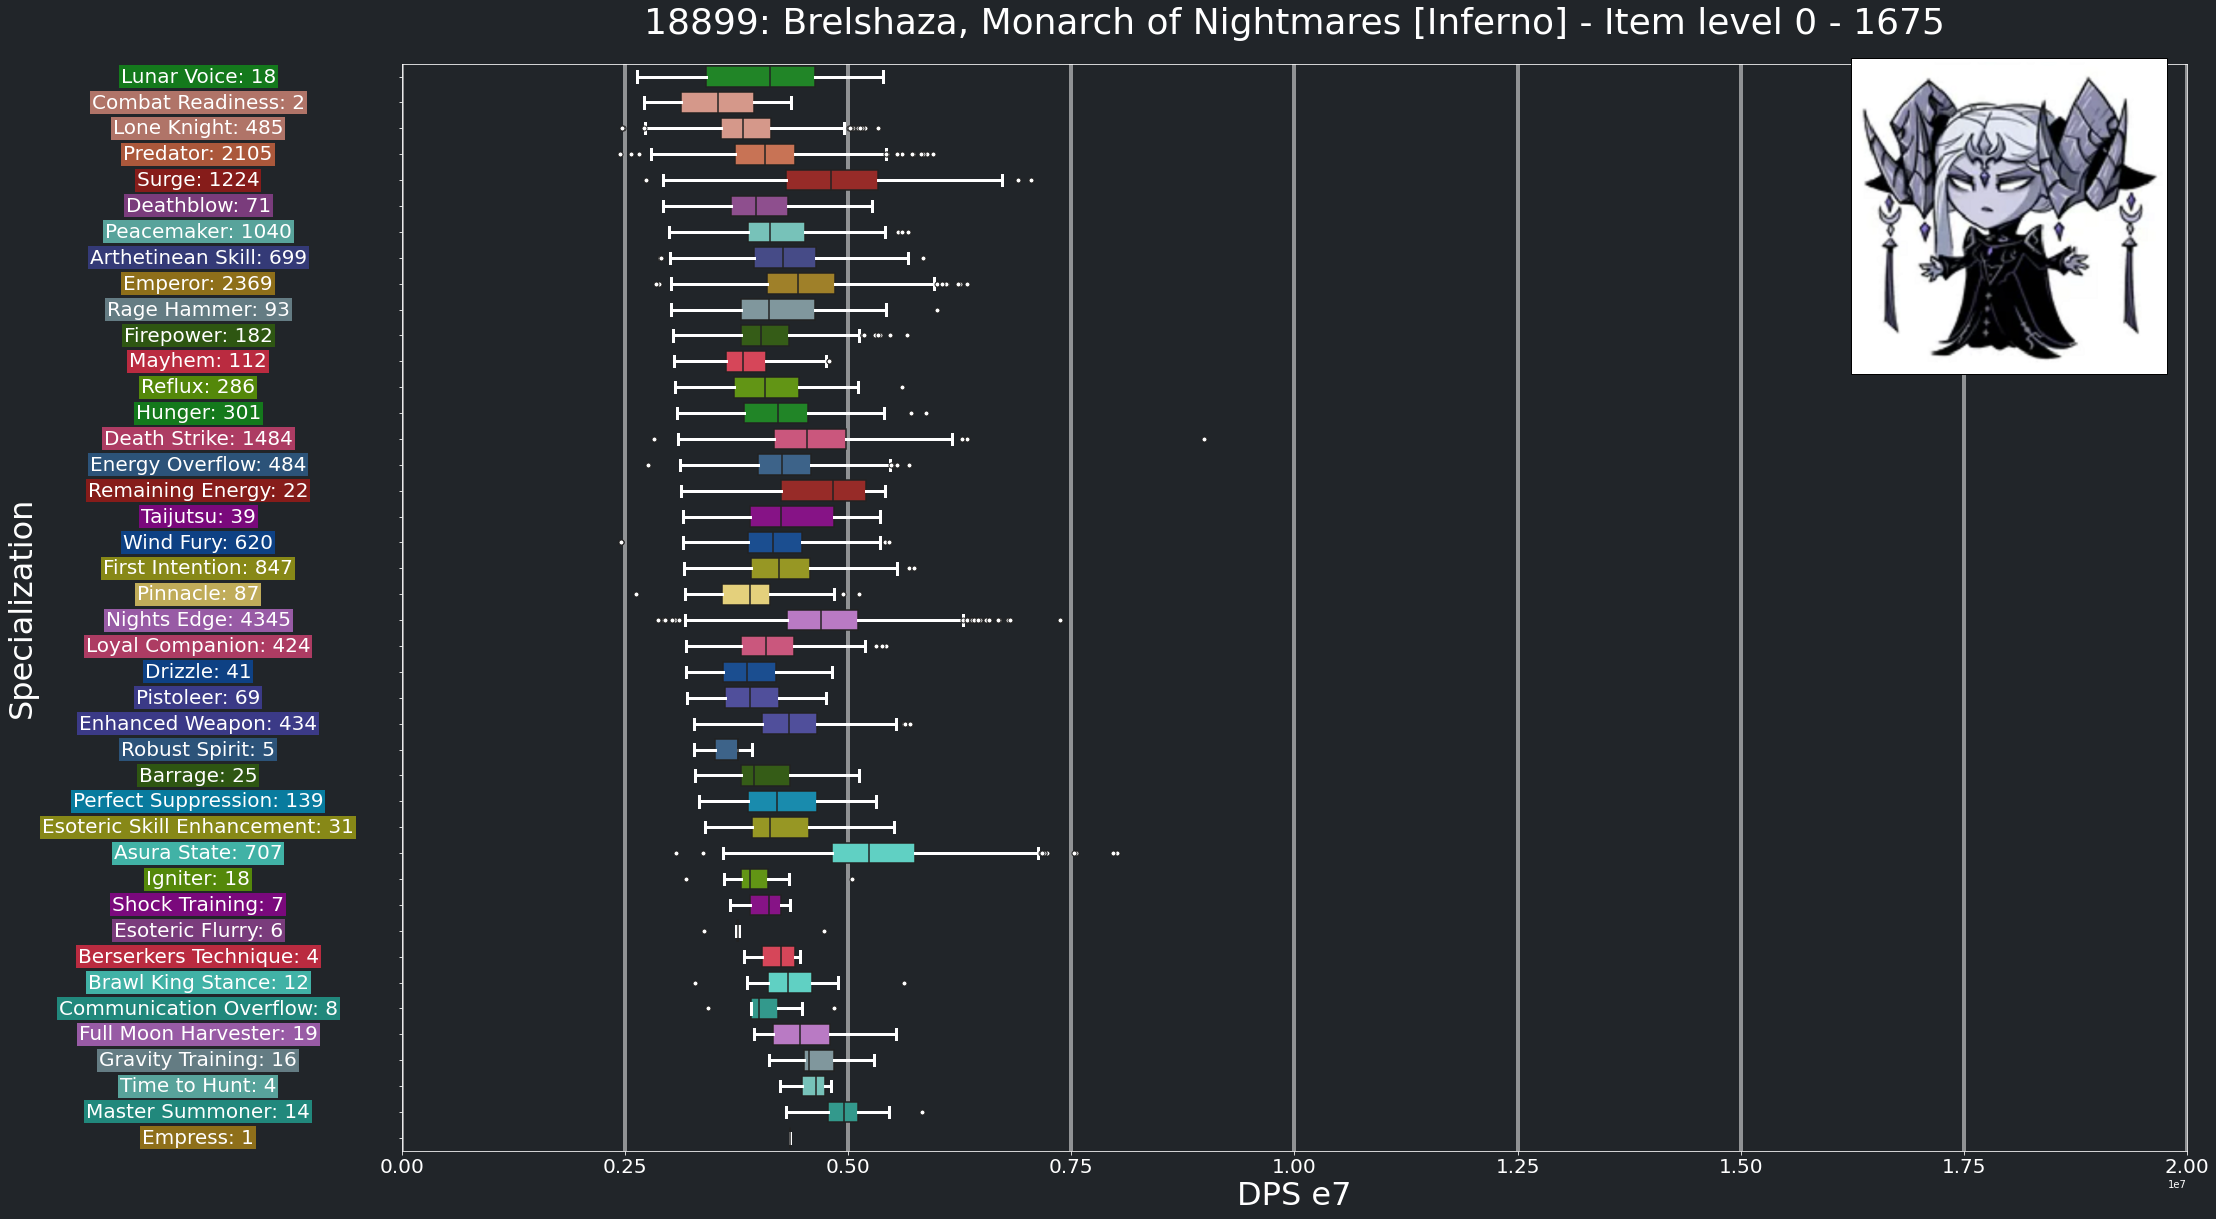 18899: Brelshaza, Monarch of Nightmares [Inferno] - Item level 0 - 1675
Lunar Voice: 18
Combat Readiness: 2
Lone Knight: 485
Predator: 2105
Surge: 1224
Deathblow: 71
Peacemaker: 1040
Arthetinean Skill: 699
Emperor: 2369
Rage Hammer: 93
Firepower: 182
Mayhem: 112
Reflux: 286
Hunger: 301
Death Strike: 1484
Energy Overflow: 484
Remaining Energy: 22
Taijutsu: 39
Wind Fury: 620
First Intention: 847
Pinnacle: 87
Nights Edge: 4345
Loyal Companion: 424
Drizzle: 41
Pistoleer: 69
Enhanced Weapon: 434
Robust Spirit: 5
Barrage: 25
Perfect Suppression: 139
Esoteric Skill Enhancement: 31
Asura State: 707
Igniter: 18
Shock Training: 7
Esoteric Flurry: 6
Berserkers Technique: 4
Brawl King Stance: 12
Communication Overflow: 8
Full Moon Harvester: 19
Gravity Training: 16
Time to Hunt: 4
Master Summoner: 14
Empress: 1
Specialization
0.00 0.25 0.50 0.75 1.00 1.25 1.50 1.75 2.00
1e7
DPS e7